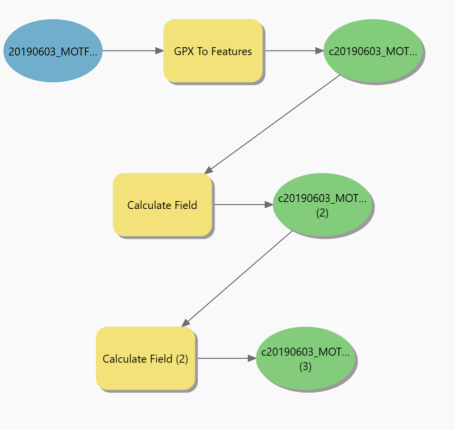 20190603_MOTF...
GPX To Features
c20190603_MOT...
Calculate Field
c20190603_MOT...
(2)
Calculate Field (2)
c20190603_MOT...
(3)